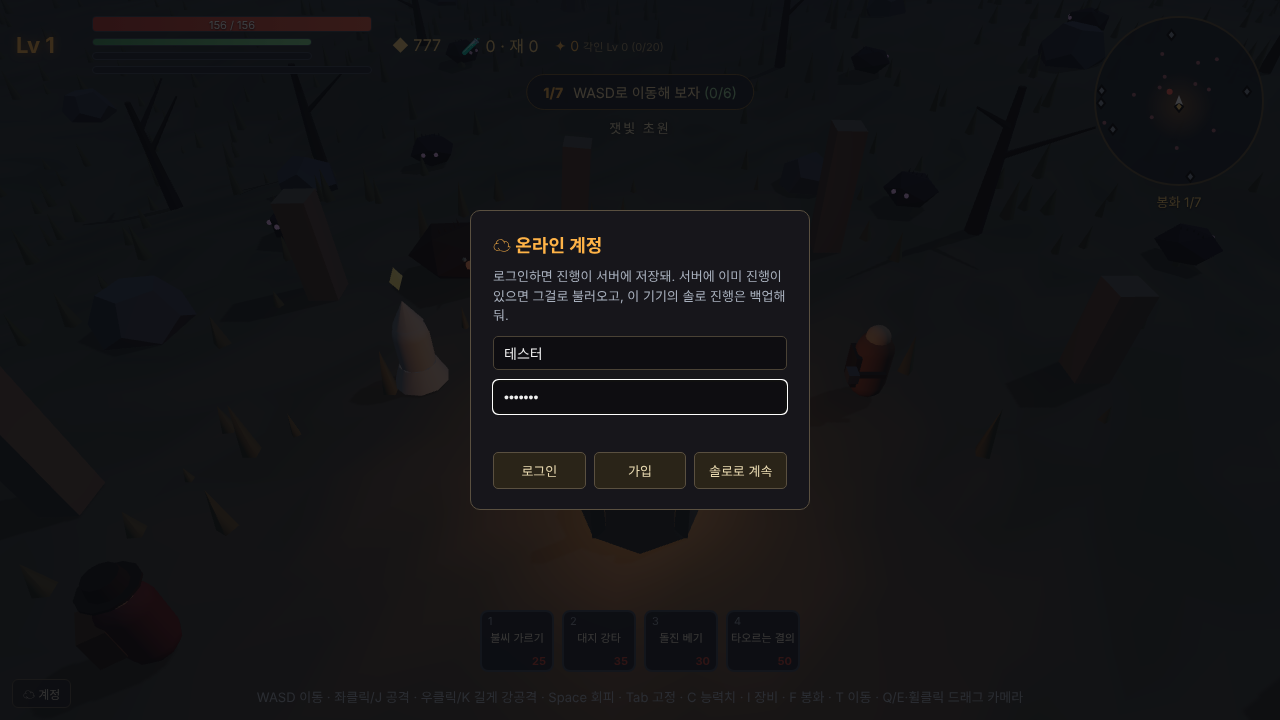 Lv 1
156 / 156
◆ 777
0 · 재 0
✦ 0 각인 Lv 0 (0/20)
1/7 WASD로 이동해 보자 (0/6)
잿빛 초원
봉화 1/7
온라인 계정
로그인하면 진행이 서버에 저장돼. 서버에 이미 진행이
있으면 그걸로 불러오고, 이 기기의 솔로 진행은 백업해
둬.
테스터
•••••••
로그인
가입
솔로로 계속
1
불씨 가르기
25
2
대지 강타
35
3
돌진 베기
30
4
타오르는 결의
50
계정
WASD 이동 · 좌클릭/J 공격 · 우클릭/K 길게 강공격 · Space 회피 · Tab 고정 · C 능력치 · I 장비 · F 봉화 · T 이동 · Q/E·휠클릭 드래그 카메라